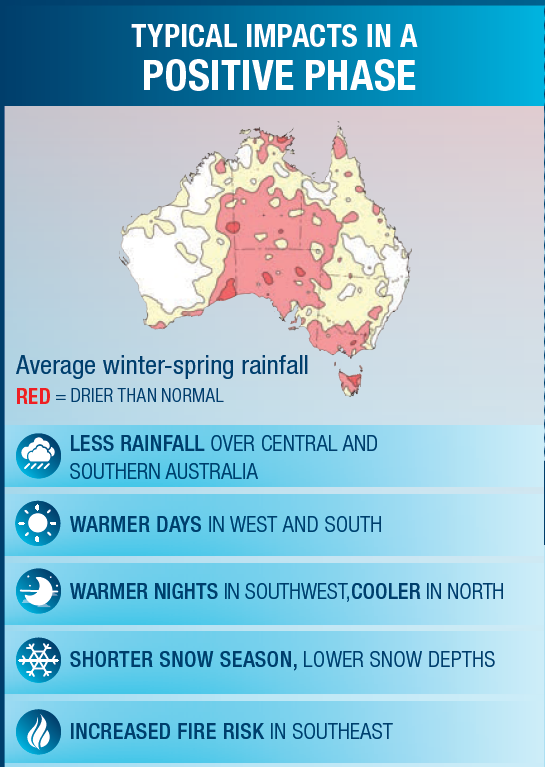 TYPICAL IMPACTS IN A
POSITIVE PHASE
Average winter-spring rainfall
RED = DRIER THAN NORMAL
LESS RAINFALL OVER CENTRAL AND
SOUTHERN AUSTRALIA
WARMER DAYS IN WEST AND SOUTH
WARMER NIGHTS IN SOUTHWEST,COOLER IN NORTH
SHORTER SNOW SEASON, LOWER SNOW DEPTHS
INCREASED FIRE RISK IN SOUTHEAST